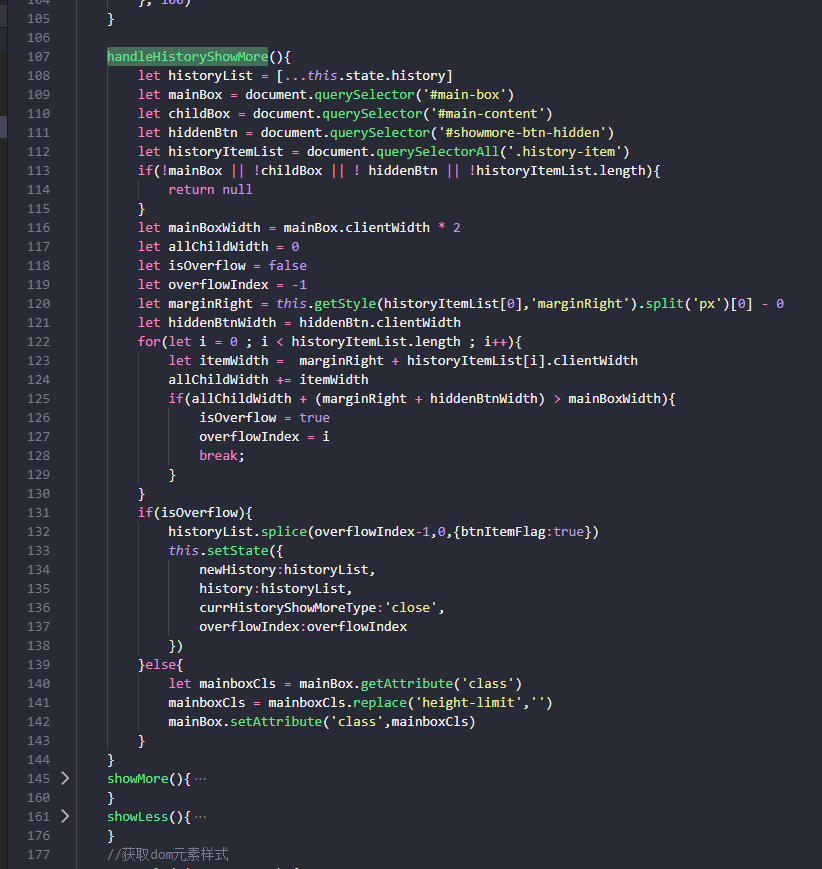 104 }, 100)
105 }
106
107 handleHistoryShowMore(){
108 let historyList = [...this.state.history]
109 let mainBox = document.querySelector('#main-box')
110 let childBox = document.querySelector('#main-content')
111 let hiddenBtn = document.querySelector('#showmore-btn-hidden')
112 let historyItemList = document.querySelectorAll('.history-item')
113 if(!mainBox || !childBox || ! hiddenBtn || !historyItemList.length){
114 return null
115 }
116 let mainBoxWidth = mainBox.clientWidth * 2
117 let allChildWidth = 0
118 let isOverflow = false
119 let overflowIndex = -1
120 let marginRight = this.getStyle(historyItemList[0],'marginRight').split('px')[0] - 0
121 let hiddenBtnWidth = hiddenBtn.clientWidth
122 for(let i = 0 ; i < historyItemList.length ; i++){
123 let itemWidth =  marginRight + historyItemList[i].clientWidth
124 allChildWidth += itemWidth
125 if(allChildWidth + (marginRight + hiddenBtnWidth) > mainBoxWidth){
126 isOverflow = true
127 overflowIndex = i
128 break;
129 }
130 }
131 if(isOverflow){
132 historyList.splice(overflowIndex-1,0,{btnItemFlag:true})
133 this.setState({
134 newHistory:historyList,
135 history:historyList,
136 currHistoryShowMoreType:'close',
137 overflowIndex:overflowIndex
138 })
139 }else{
140 let mainboxCls = mainBox.getAttribute('class')
141 mainboxCls = mainboxCls.replace('height-limit','')
142 mainBox.setAttribute('class',mainboxCls)
143 }
144 }
145 showMore(){ ···
160 }
161 showLess(){ ···
176 }
177 //获取dom元素样式